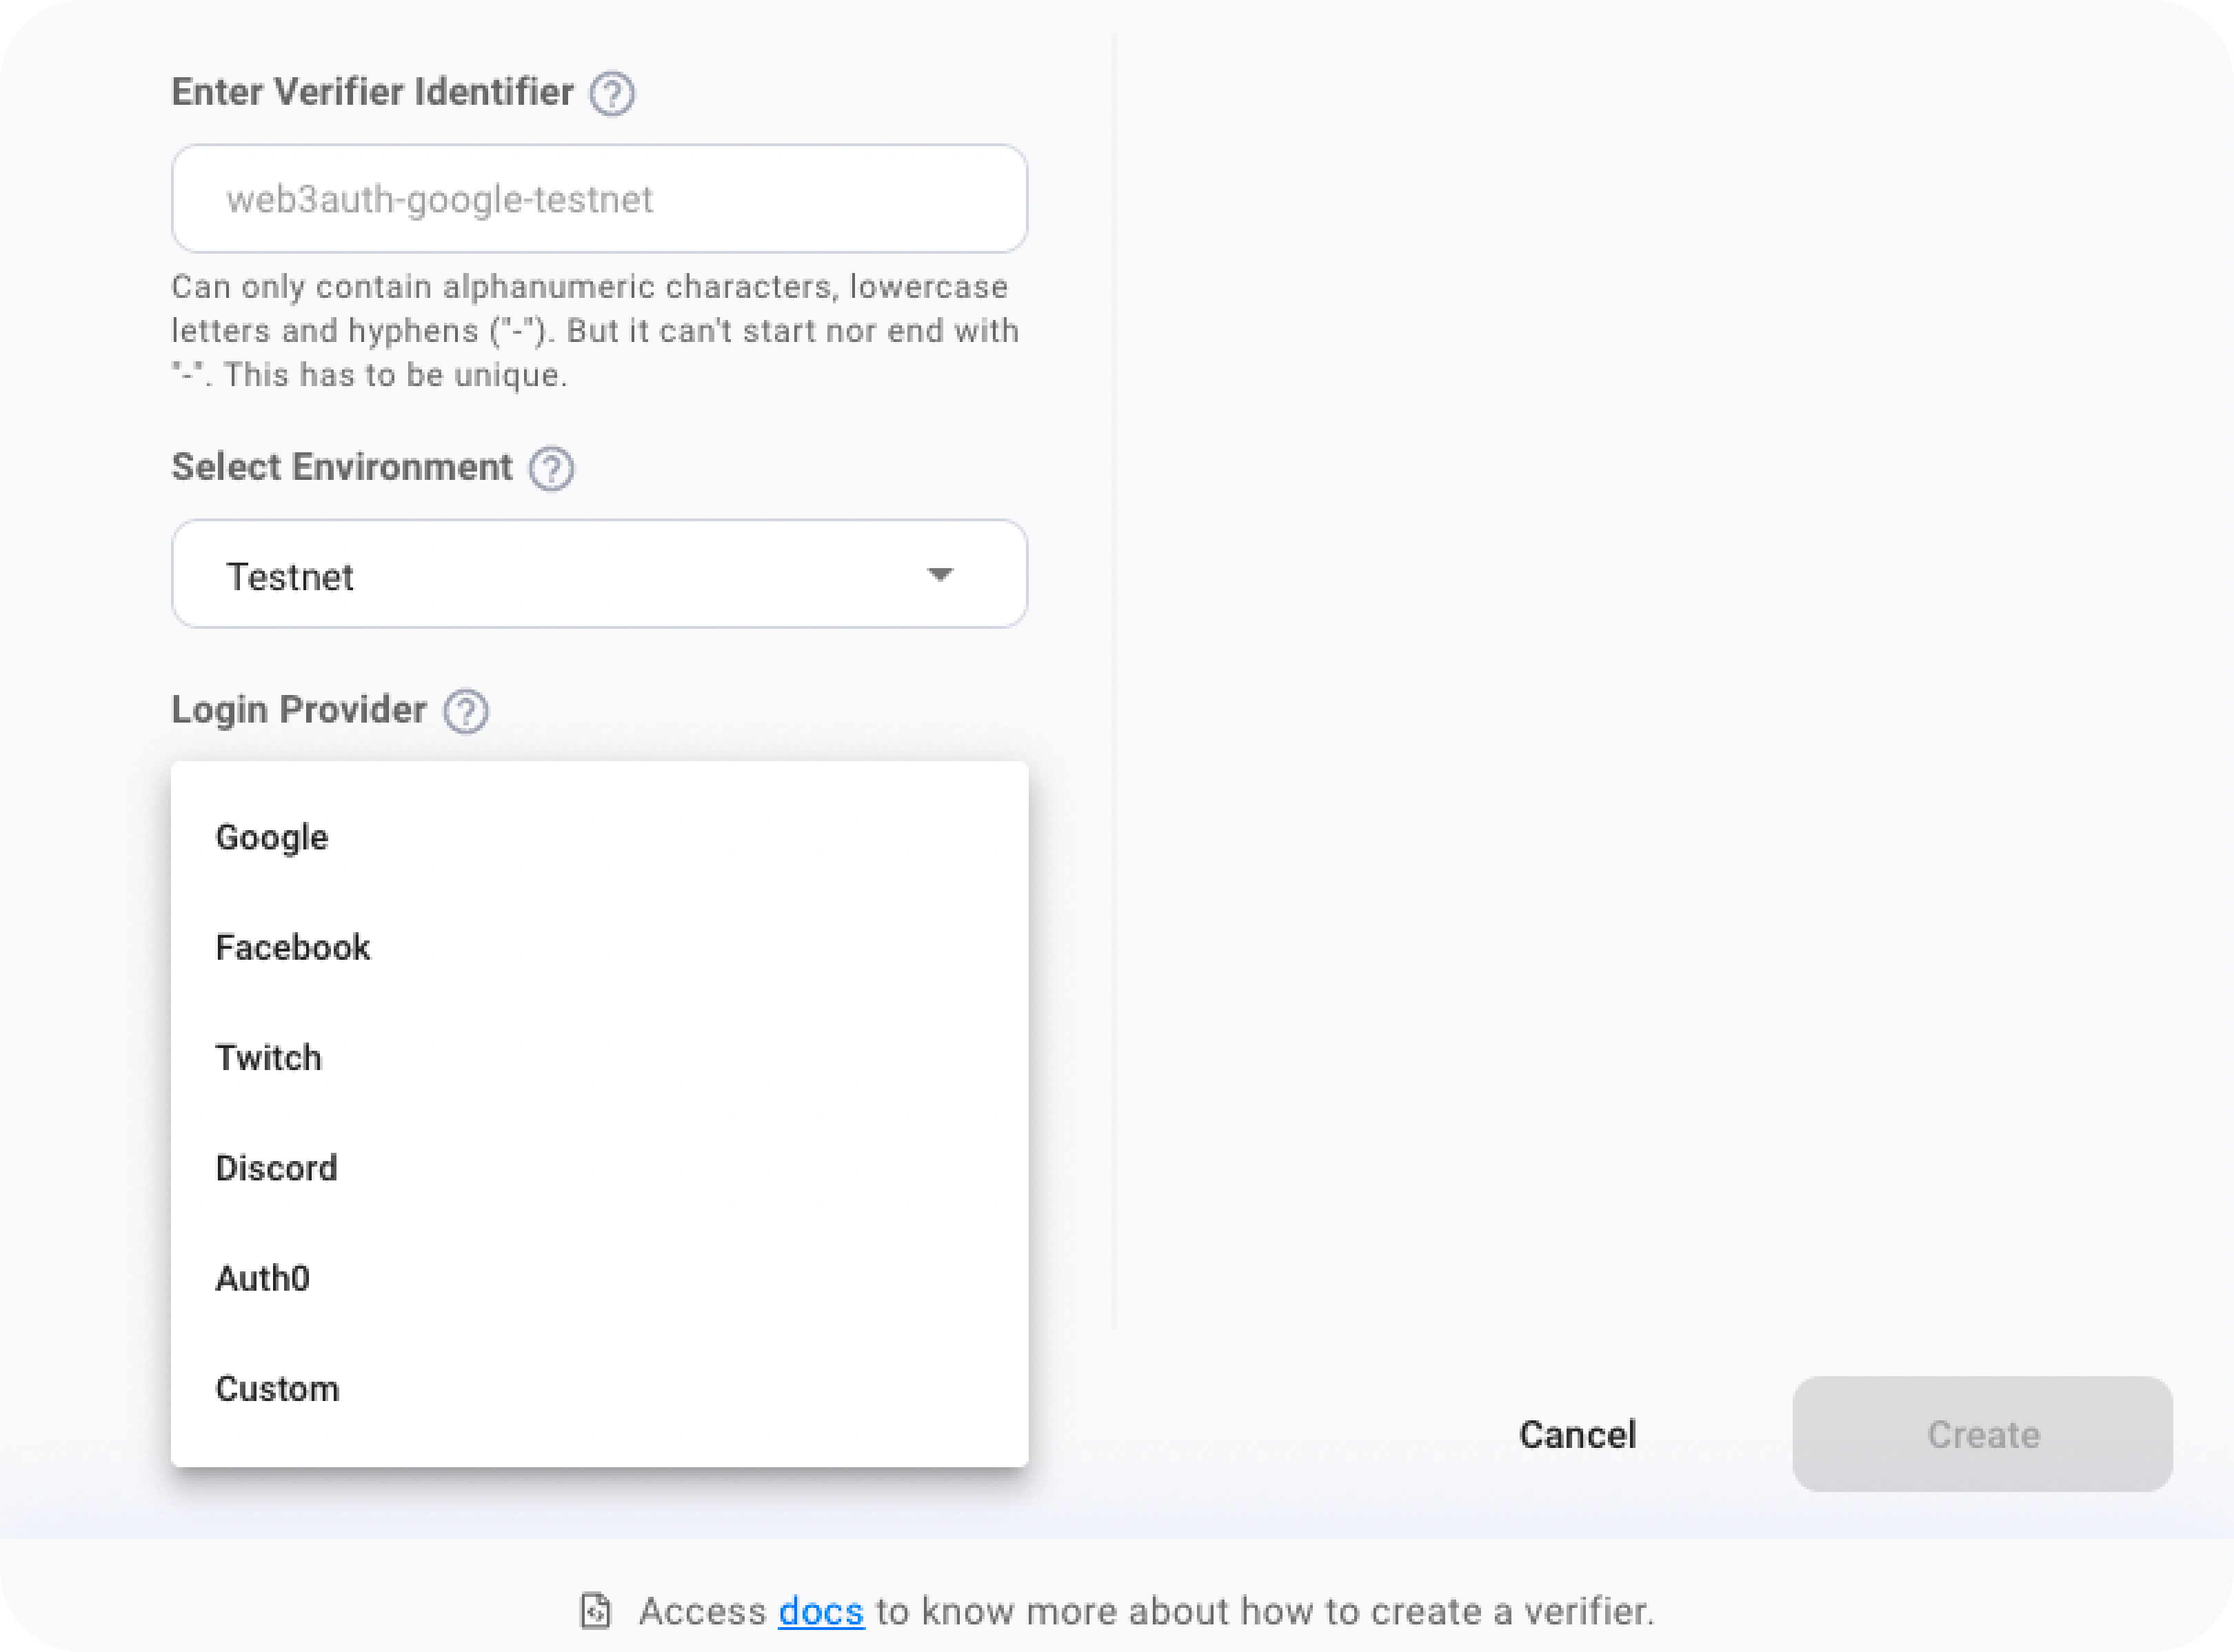 Enter Verifier Identifier
web3auth-google-testnet
Can only contain alphanumeric characters, lowercase
letters and hyphens ("-"). But it can't start nor end with
"-". This has to be unique.
Select Environment
Testnet
Login Provider
Google
Facebook
Twitch
Discord
Auth0
Custom
Cancel
Create
Access docs to know more about how to create a verifier.